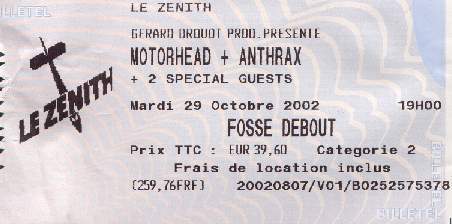 BILLETEL
LE ZENITH
GERARD DROUOT PROD.PRESENTE
MOTORHEAD + ANTHRAX
+ 2 SPECIAL GUESTS
LE ZENITH
Mardi 29 Octobre 2002 19H00
FOSSE DEBOUT
Prix TTC : EUR 39,60 Categorie 2
Frais de location inclus
(259,76FRF) 20020807/V01/B0252575378